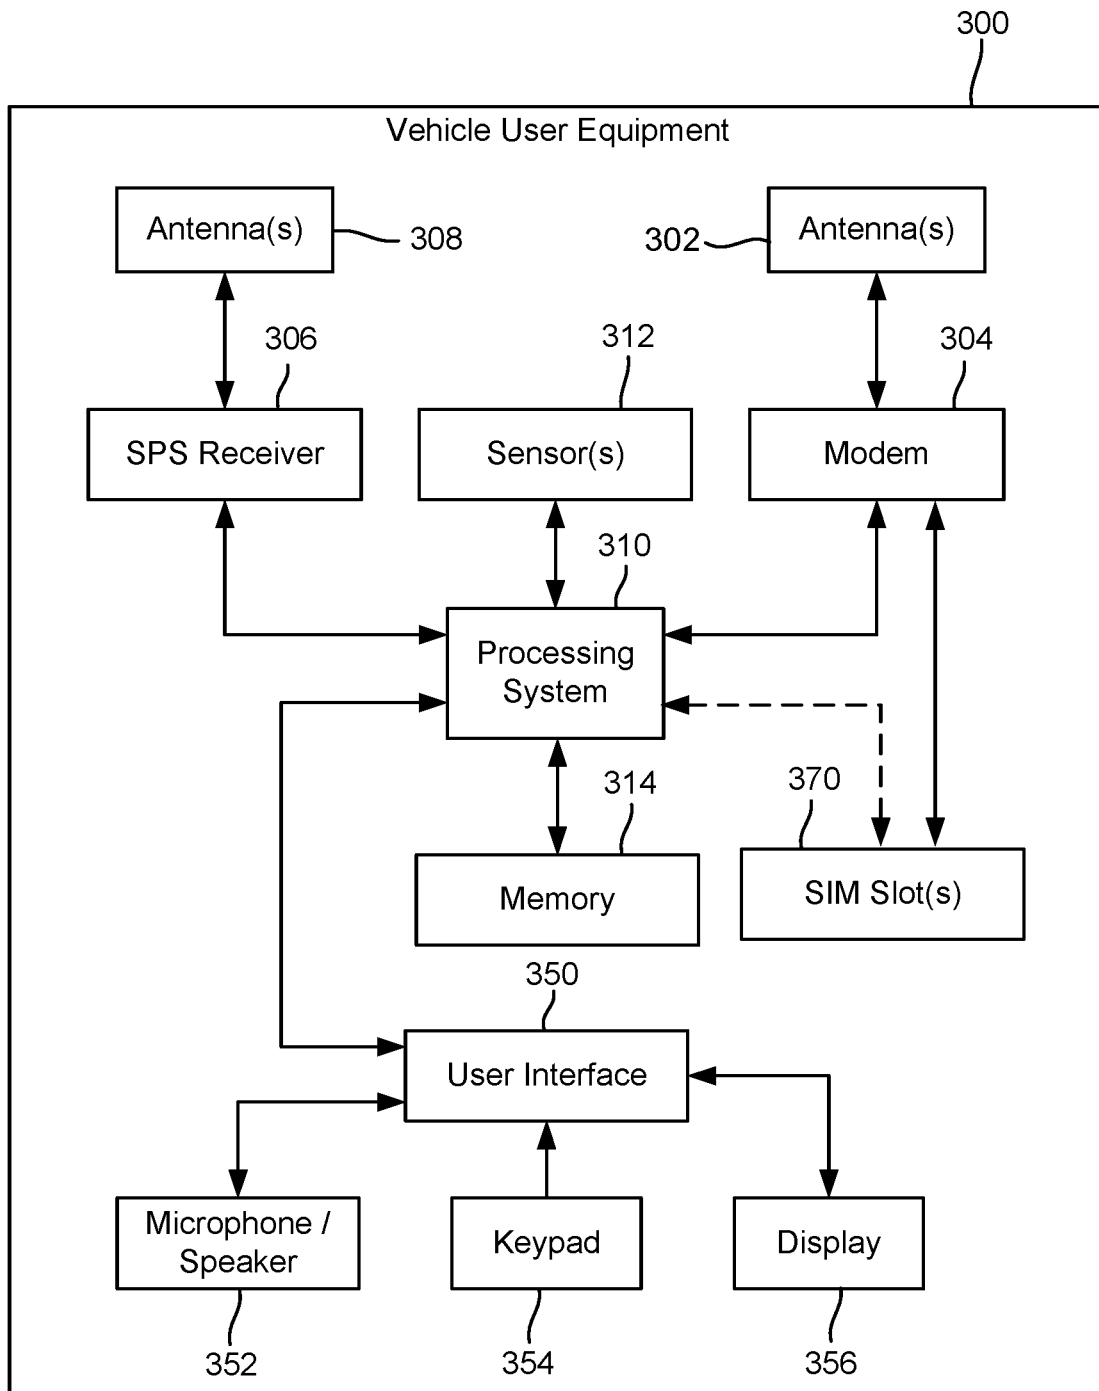 300
Vehicle User Equipment
Antenna(s)
308
302
Antenna(s)
306
312
304
SPS Receiver
Sensor(s)
Modem
310
Processing
System
314
370
Memory
SIM Slot(s)
350
User Interface
Microphone /
Speaker
Keypad
Display
352
354
356